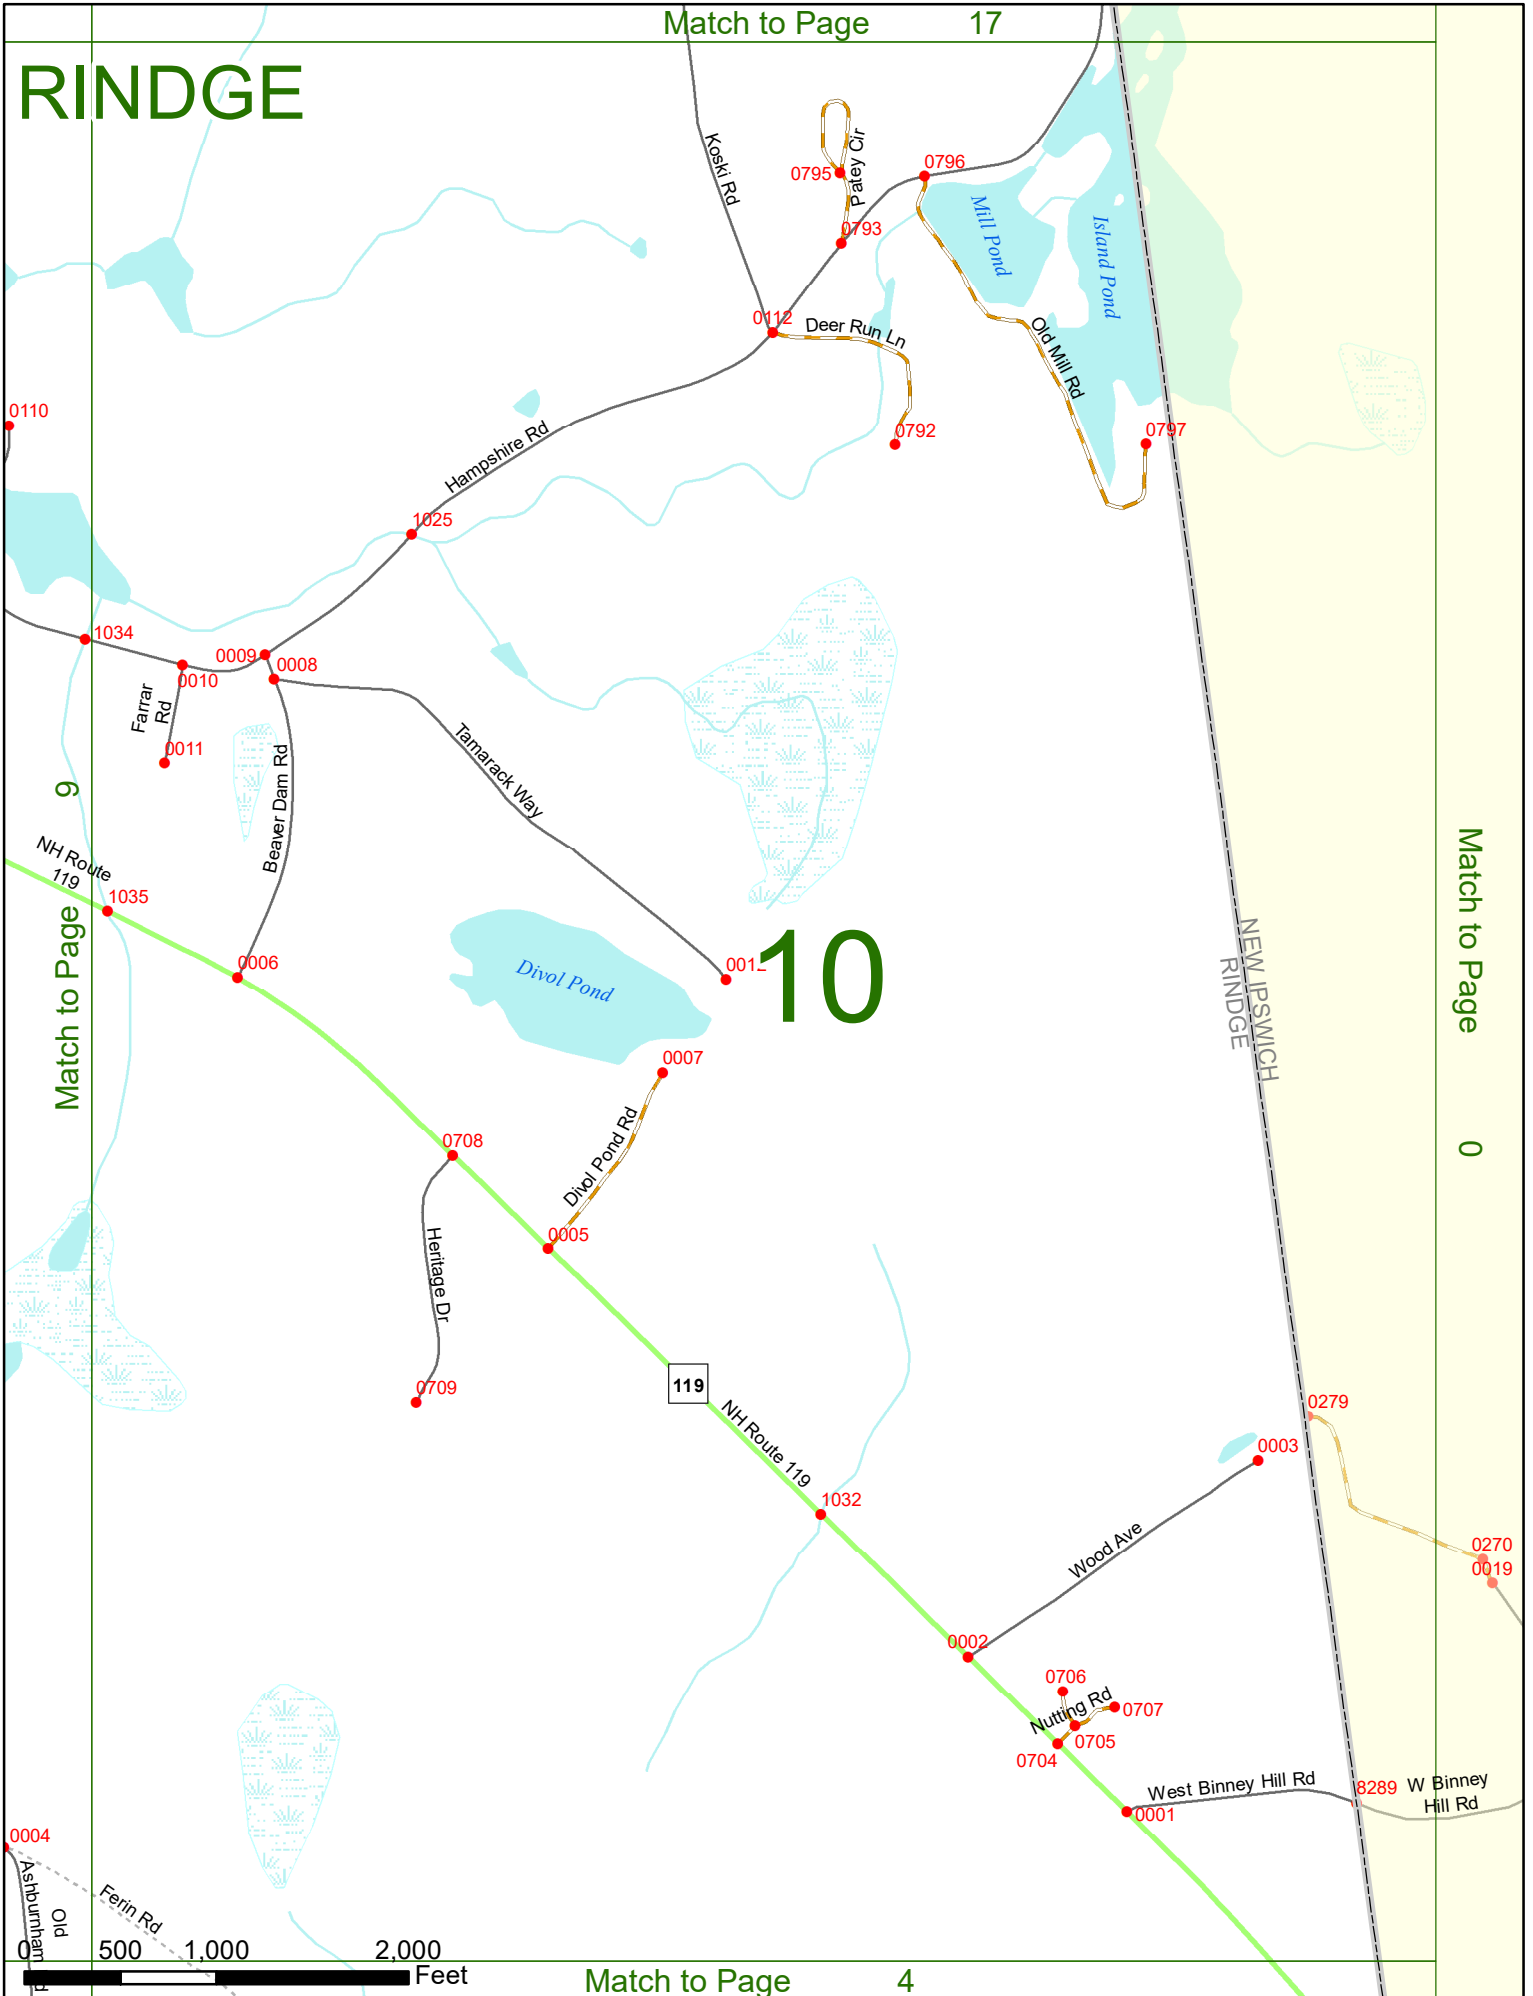 Match to Page 17
RINDGE
Koski Rd
Patey Cir
0795
0796
0793
Mill Pond
Island Pond
0112
Deer Run Ln
Old Mill Rd
0110
0792
0797
Hampshire Rd
1025
1034
0009
0008
0010
Farrar
Rd
0011
Beaver Dam Rd
Tamarack Way
Match to Page 9
NH Route
119
1035
0006
Divol Pond
10
NEW IPSWICH
RINDGE
Match to Page 0
0007
0708
Divol Pond Rd
0005
Heritage Dr
0709
119
NH Route 119
0279
0003
1032
Wood Ave
0270
0019
0002
0706
Nutting Rd
0707
0705
0704
West Binney Hill Rd
8289
W Binney
Hill Rd
0001
0004
Old
Ashburnham
Ferin Rd
0 500 1,000 2,000
Feet
Match to Page 4